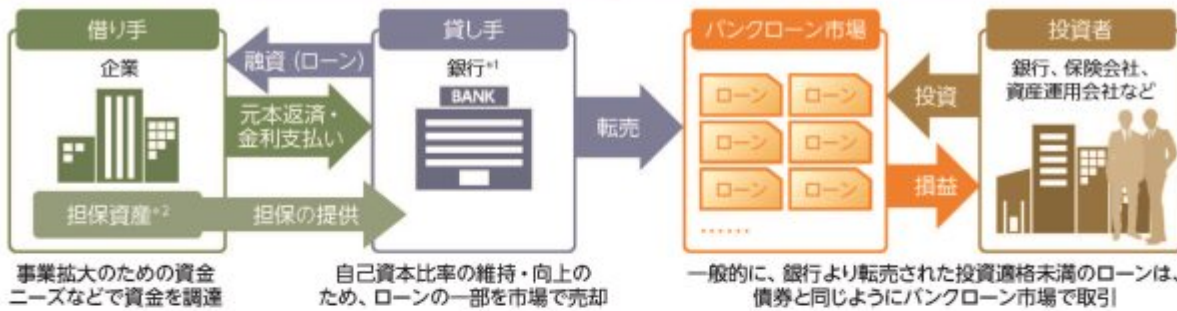 借り手
企業
担保資産*2
融資(ローン)
元本返済・
金利支払い
担保の提供
貸し手
銀行*1
BANK
転売
バンクローン市場
ローン
ローン
ローン
ローン
ローン
ローン
……
投資
損益
投資者
銀行、保険会社、
資産運用会社など
事業拡大のための資金
ニーズなどで資金を調達
自己資本比率の維持・向上の
ため、ローンの一部を市場で売却
一般的に、銀行より転売された投資適格未満のローンは、
債券と同じようにバンクローン市場で取引